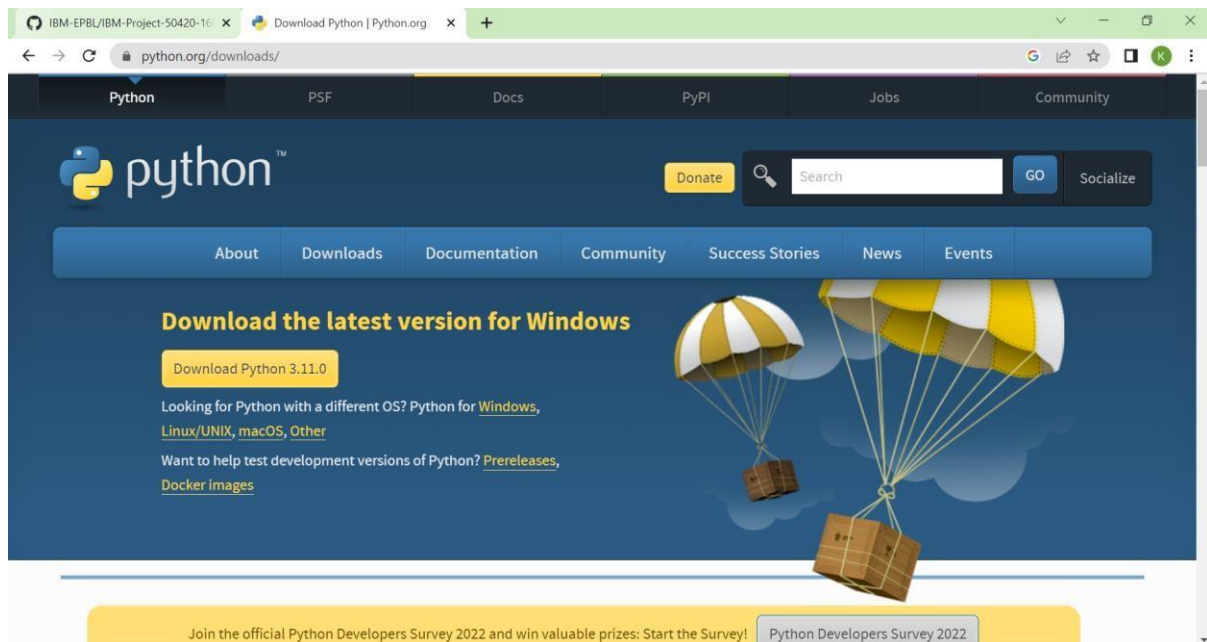 IBM-EPBL/IBM-Project-50420-16
Download Python | Python.org
python.org/downloads/
G
K
Python PSF Docs PyPI Jobs Community
python™
Donate Search GO Socialize
About Downloads Documentation Community Success Stories News Events
Download the latest version for Windows
Download Python 3.11.0
Looking for Python with a different OS? Python for Windows,
Linux/UNIX, macOS, Other
Want to help test development versions of Python? Prereleases,
Docker images
Join the official Python Developers Survey 2022 and win valuable prizes: Start the Survey! Python Developers Survey 2022